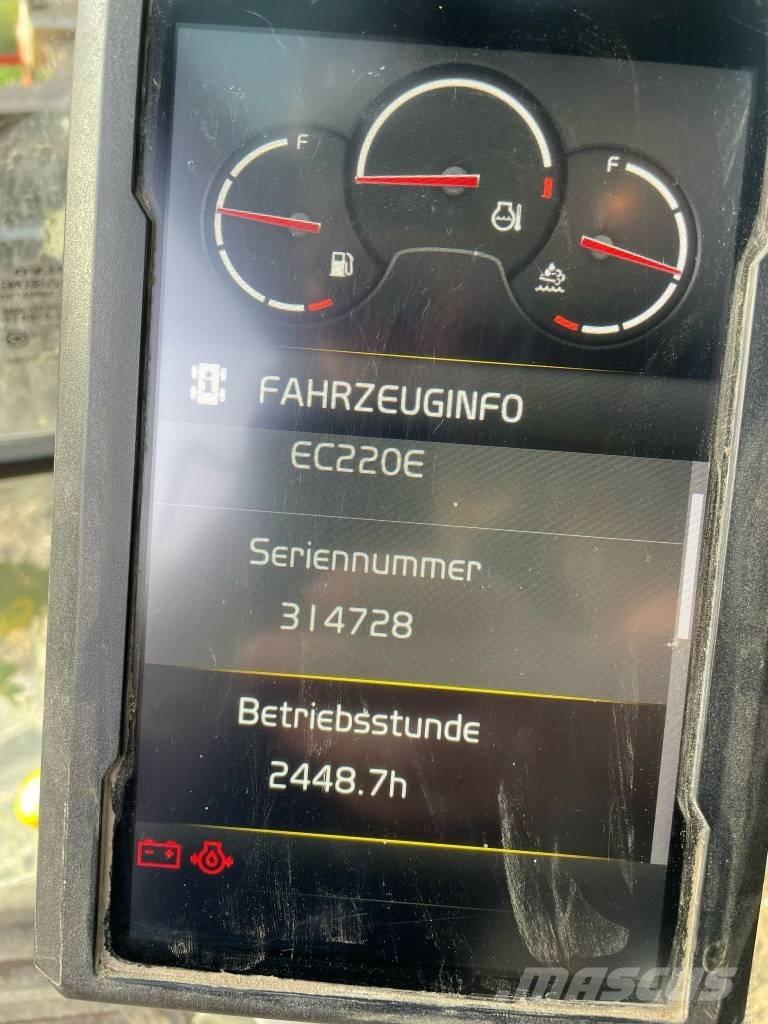 F
F
FAHRZEUGINFO
EC220E
Seriennummer
314728
Betriebsstunde
2448.7h
MASCUS